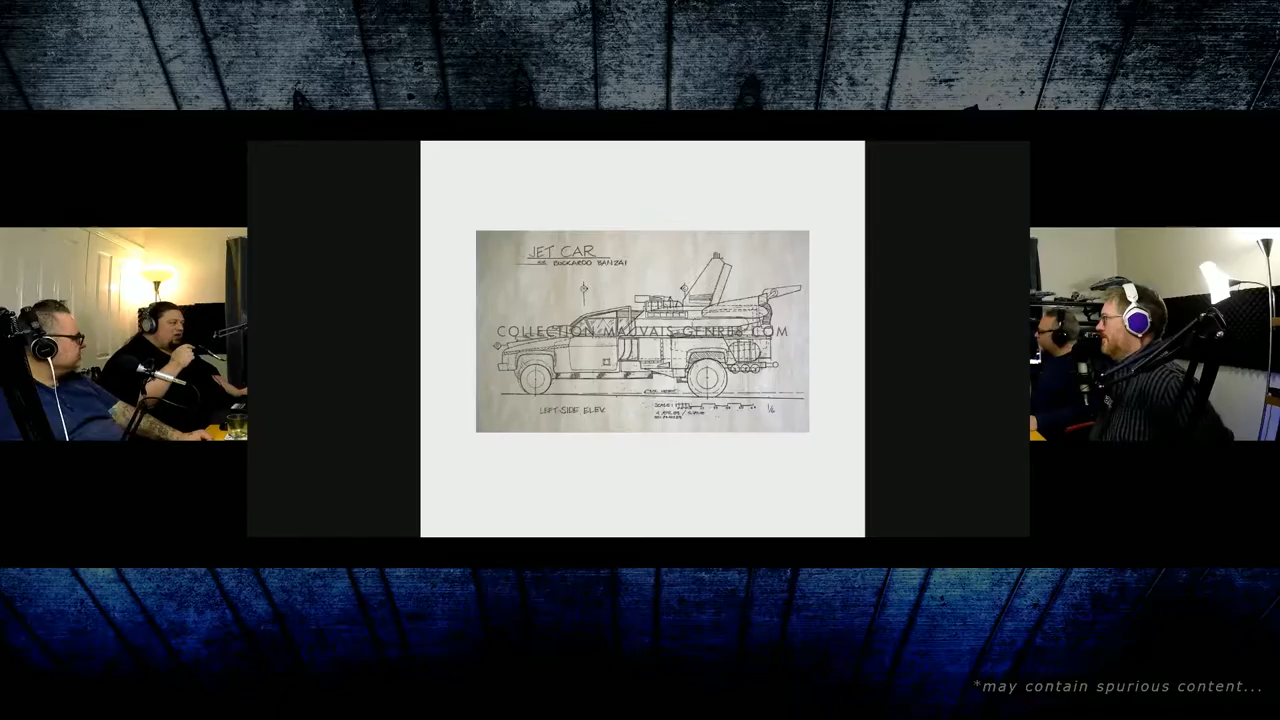 JET CAR
BUCKAROO BANZAI
COLLECTION-MAUVAIS-GENRES.COM
LEFT SIDE ELEV.
*may contain spurious content...